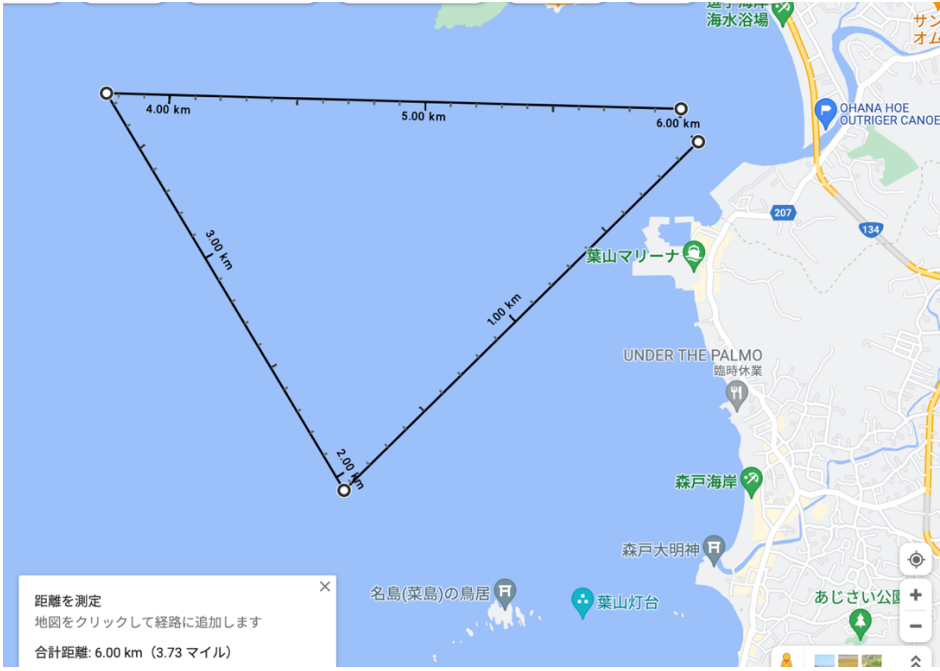 海水浴場
サン
オム
4.00 km
5.00 km
6.00 km
OHANA HOE
OUTRIGER CANOE
207
134
3.00 km
葉山マリーナ
1.00 km
UNDER THE PALMO
臨時休業
2.00 km
森戸海岸
森戸大明神
名島(菜島)の鳥居
葉山灯台
あじさい公園
距離を測定
地図をクリックして経路に追加します
合計距離: 6.00 km（3.73 マイル）